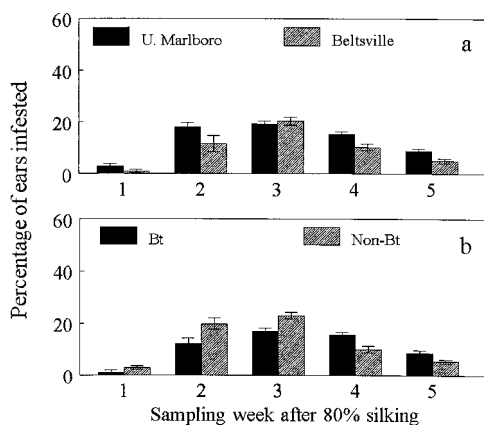 Percentage of ears infested
60
40
20
0
U. Marlboro Beltsville a
1 2 3 4 5
60
40
20
0
Bt Non-Bt b
1 2 3 4 5
Sampling week after 80% silking